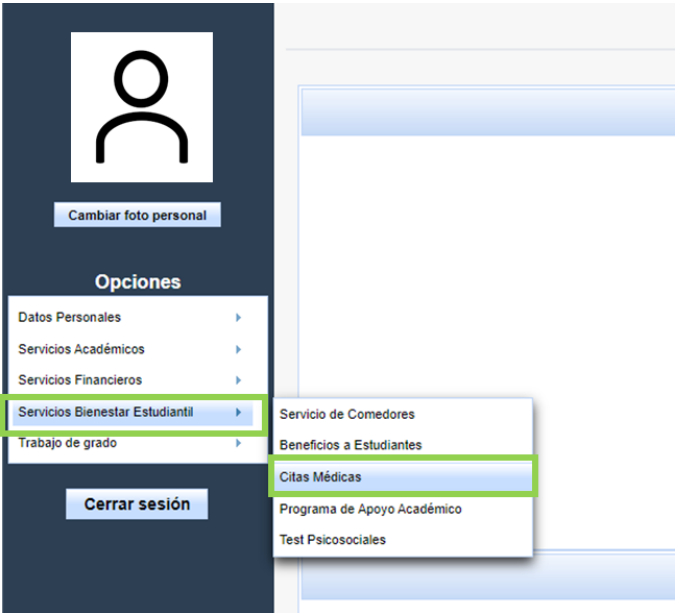 Cambiar foto personal
Opciones
Datos Personales
Servicios Académicos
Servicios Financieros
Servicios Bienestar Estudiantil
Trabajo de grado
Cerrar sesión
Servicio de Comedores
Beneficios a Estudiantes
Citas Médicas
Programa de Apoyo Académico
Test Psicosociales